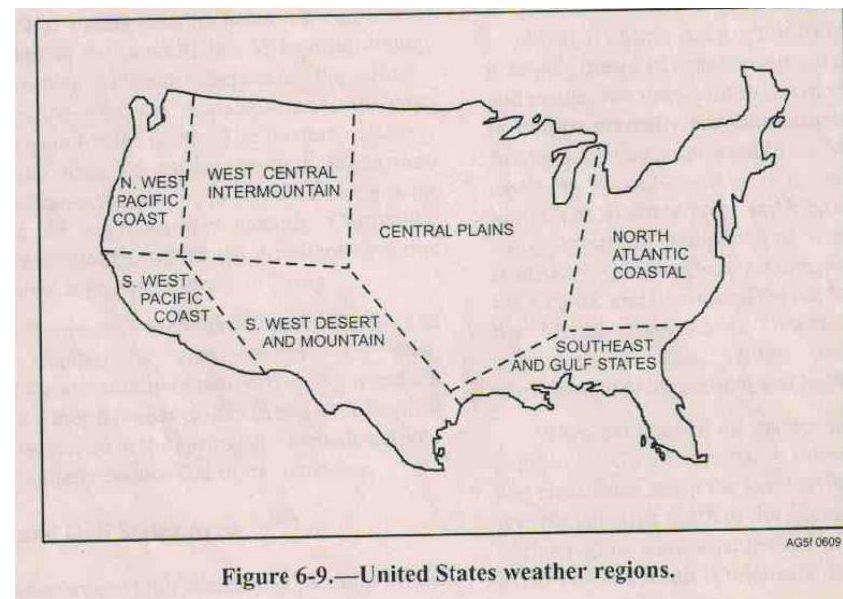 N. WEST
PACIFIC
COAST
WEST CENTRAL
INTERMOUNTAIN
CENTRAL PLAINS
NORTH
ATLANTIC
COASTAL
S. WEST
PACIFIC
COAST
S. WEST DESERT
AND MOUNTAIN
SOUTHEAST
AND GULF STATES
AG5f 0609
Figure 6-9.—United States weather regions.